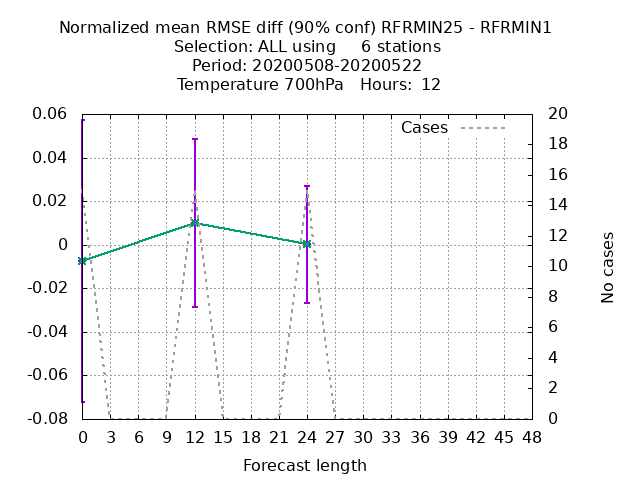 Normalized mean RMSE diff (90% conf) RFRMIN25 - RFRMIN1
Selection: ALL using     6 stations
Period: 20200508-20200522
Temperature 700hPa   Hours:  12
Cases
0.06
0.04
0.02
0
-0.02
-0.04
-0.06
-0.08
20
18
16
14
12
10
8
6
4
2
0
No cases
0 3 6 9 12 15 18 21 24 27 30 33 36 39 42 45 48
Forecast length